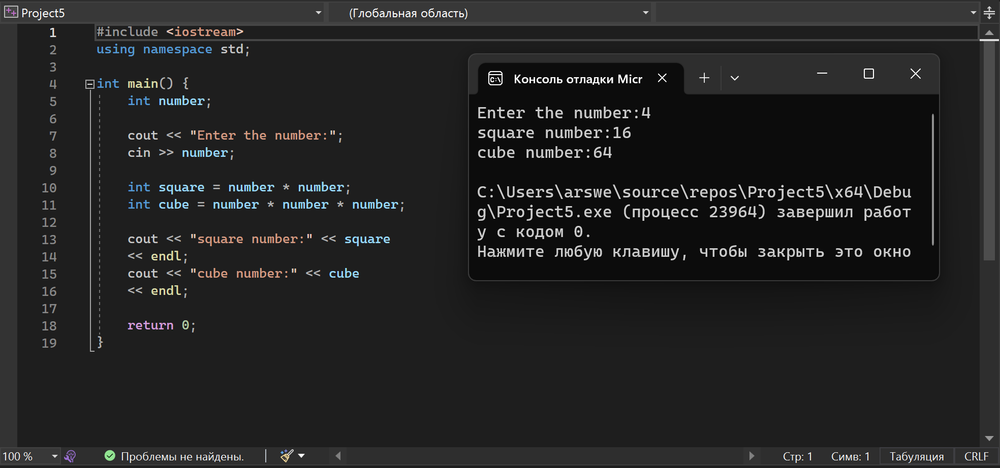 Project5
(Глобальная область)
1 #include <iostream>
2 using namespace std;
3
4 int main() {
5 int number;
6
7 cout << "Enter the number:";
8 cin >> number;
9
10 int square = number * number;
11 int cube = number * number * number;
12
13 cout << "square number:" << square
14 << endl;
15 cout << "cube number:" << cube
16 << endl;
17
18 return 0;
19 }
Консоль отладки Micr
Enter the number:4
square number:16
cube number:64
C:\Users\arswe\source\repos\Project5\x64\Debu
g\Project5.exe (процесс 23964) завершил работ
у с кодом 0.
Нажмите любую клавишу, чтобы закрыть это окно
100 %
Проблемы не найдены.
Стр: 1
Симв: 1
Табуляция
CRLF